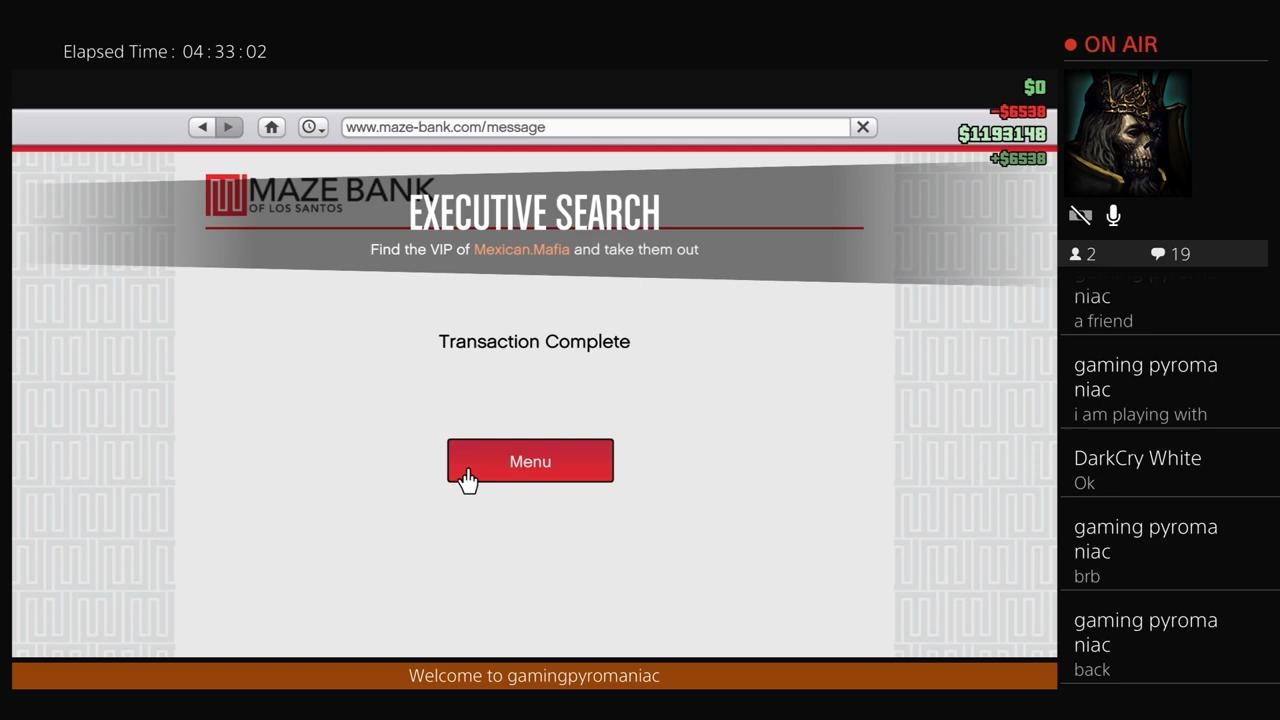 Elapsed Time : 04 : 33 : 02
ON AIR
$0
-$6538
www.maze-bank.com/message
$1193148
+$6538
MAZE BANK
OF LOS SANTOS
EXECUTIVE SEARCH
Find the VIP of Mexican.Mafia and take them out
Transaction Complete
Menu
Welcome to gamingpyromaniac
2
19
niac
a friend
gaming pyroma
niac
i am playing with
DarkCry White
Ok
gaming pyroma
niac
brb
gaming pyroma
niac
back